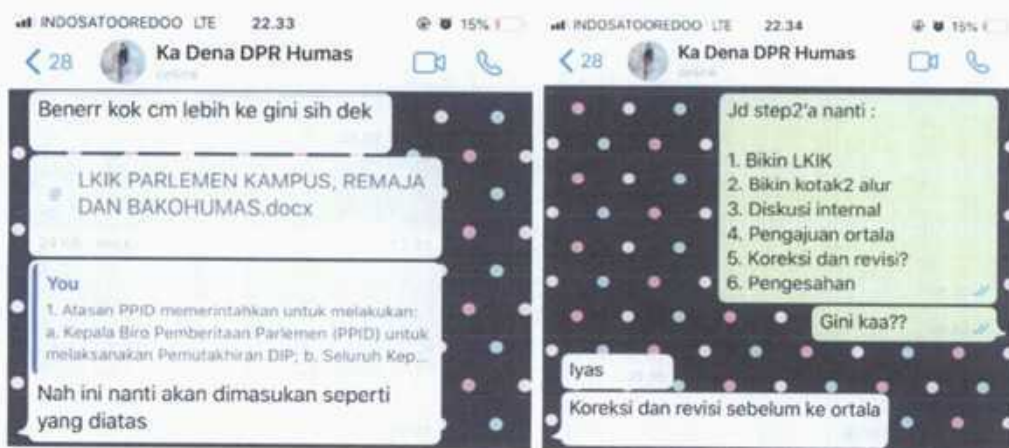 INDOSATOOREDOO LTE 22.33 15%
28 Ka Dena DPR Humas
online
Benerr kok cm lebih ke gini sih dek
LKIK PARLEMEN KAMPUS, REMAJA
DAN BAKOHUMAS.docx
You
1. Atasan PPID memerintahkan untuk melakukan:
a. Kepala Biro Pemberitaan Parlemen (PPID) untuk
melaksanakan Pemutakhiran DIP; b. Seluruh Kep...
Nah ini nanti akan dimasukan seperti
yang diatas
INDOSATOOREDOO LTE 22.34 15%
28 Ka Dena DPR Humas
online
Jd step2'a nanti :
1. Bikin LKIK
2. Bikin kotak2 alur
3. Diskusi internal
4. Pengajuan ortala
5. Koreksi dan revisi?
6. Pengesahan
Gini kaa??
Iyas
Koreksi dan revisi sebelum ke ortala